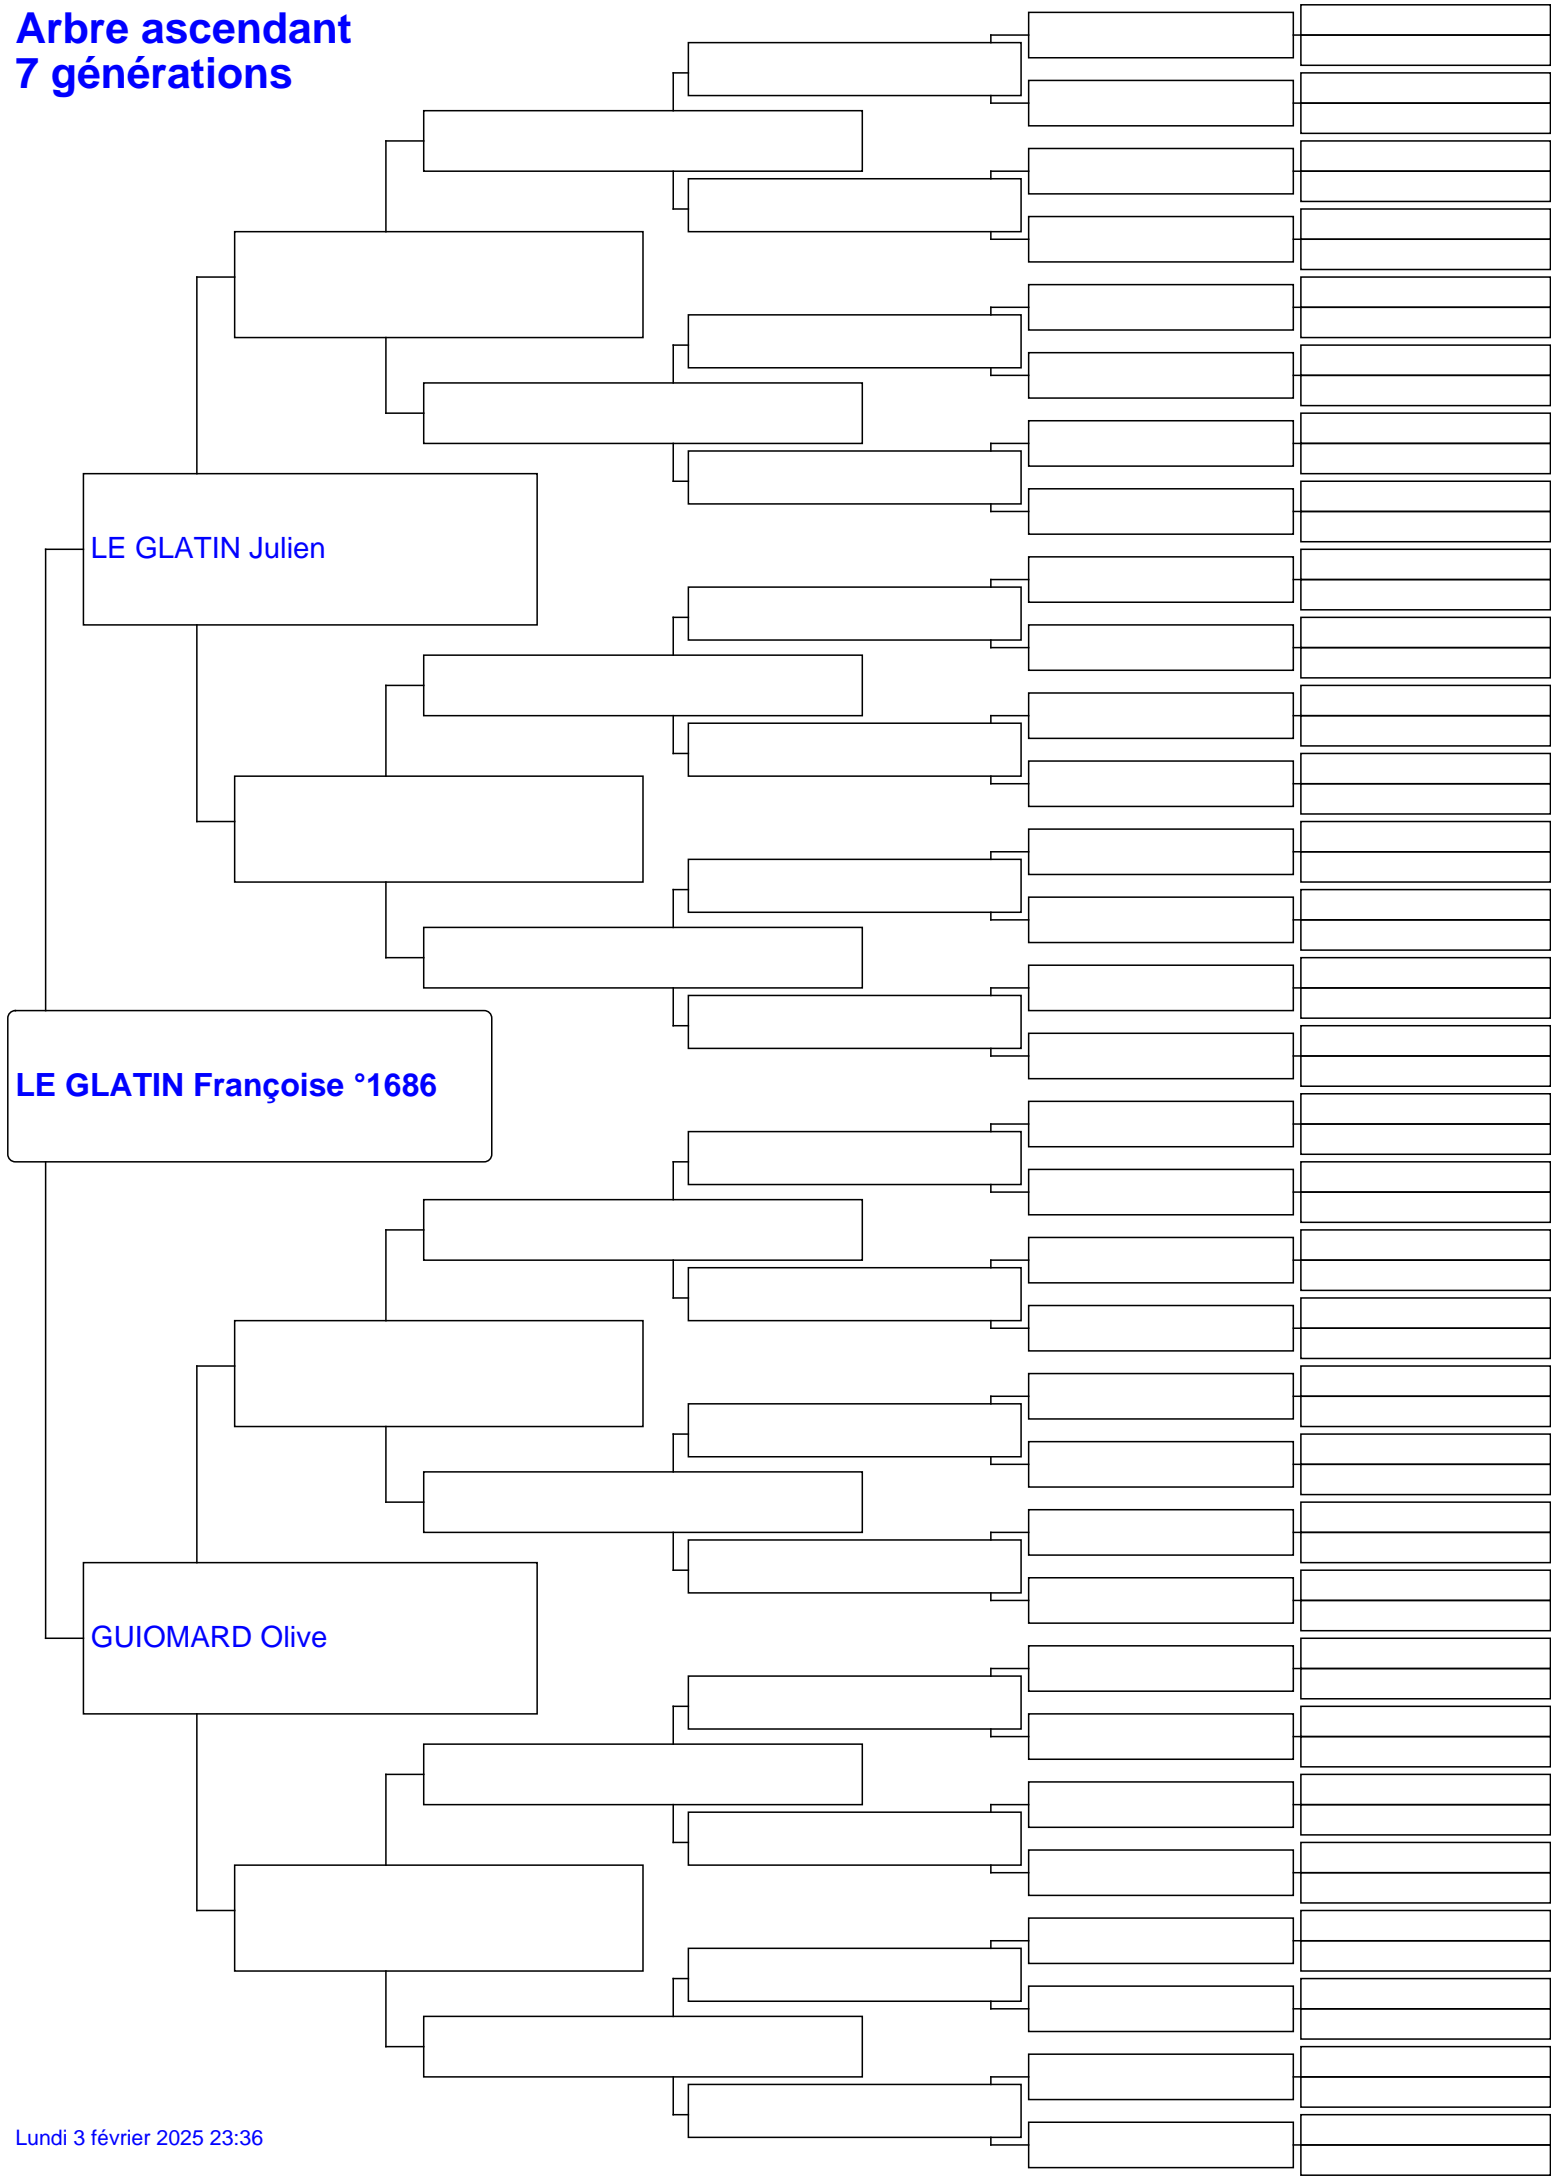 Arbre ascendant
7 générations
LE GLATIN Julien
LE GLATIN Françoise °1686
GUIOMARD Olive
Lundi 3 février 2025 23:36